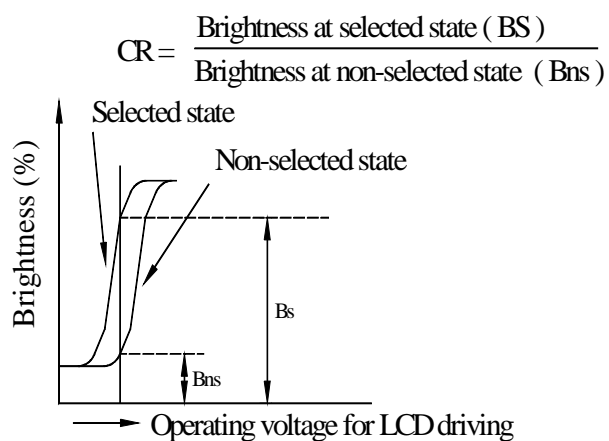 CR = Brightness at selected state ( BS )
Brightness at non-selected state ( Bns )
Selected state
Non-selected state
Brightness (%)
Bs
Bns
Operating voltage for LCD driving